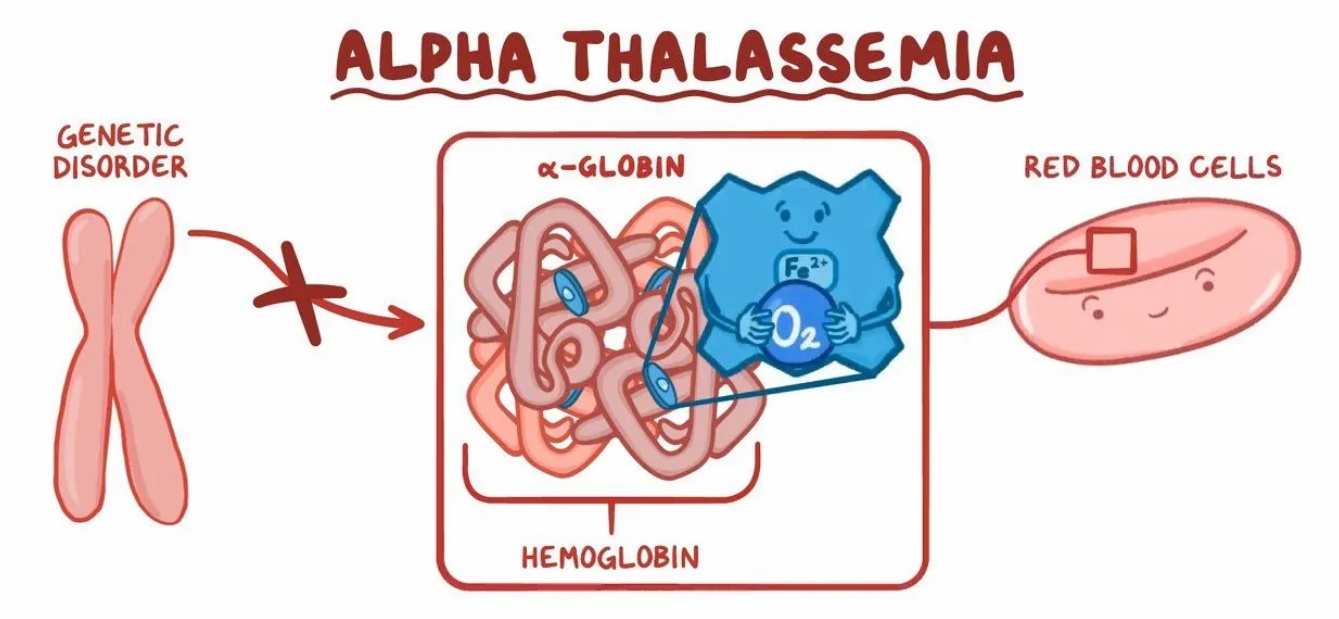 ALPHA THALASSEMIA
GENETIC
DISORDER
α-GLOBIN
Fe²⁺
O₂
HEMOGLOBIN
RED BLOOD CELLS